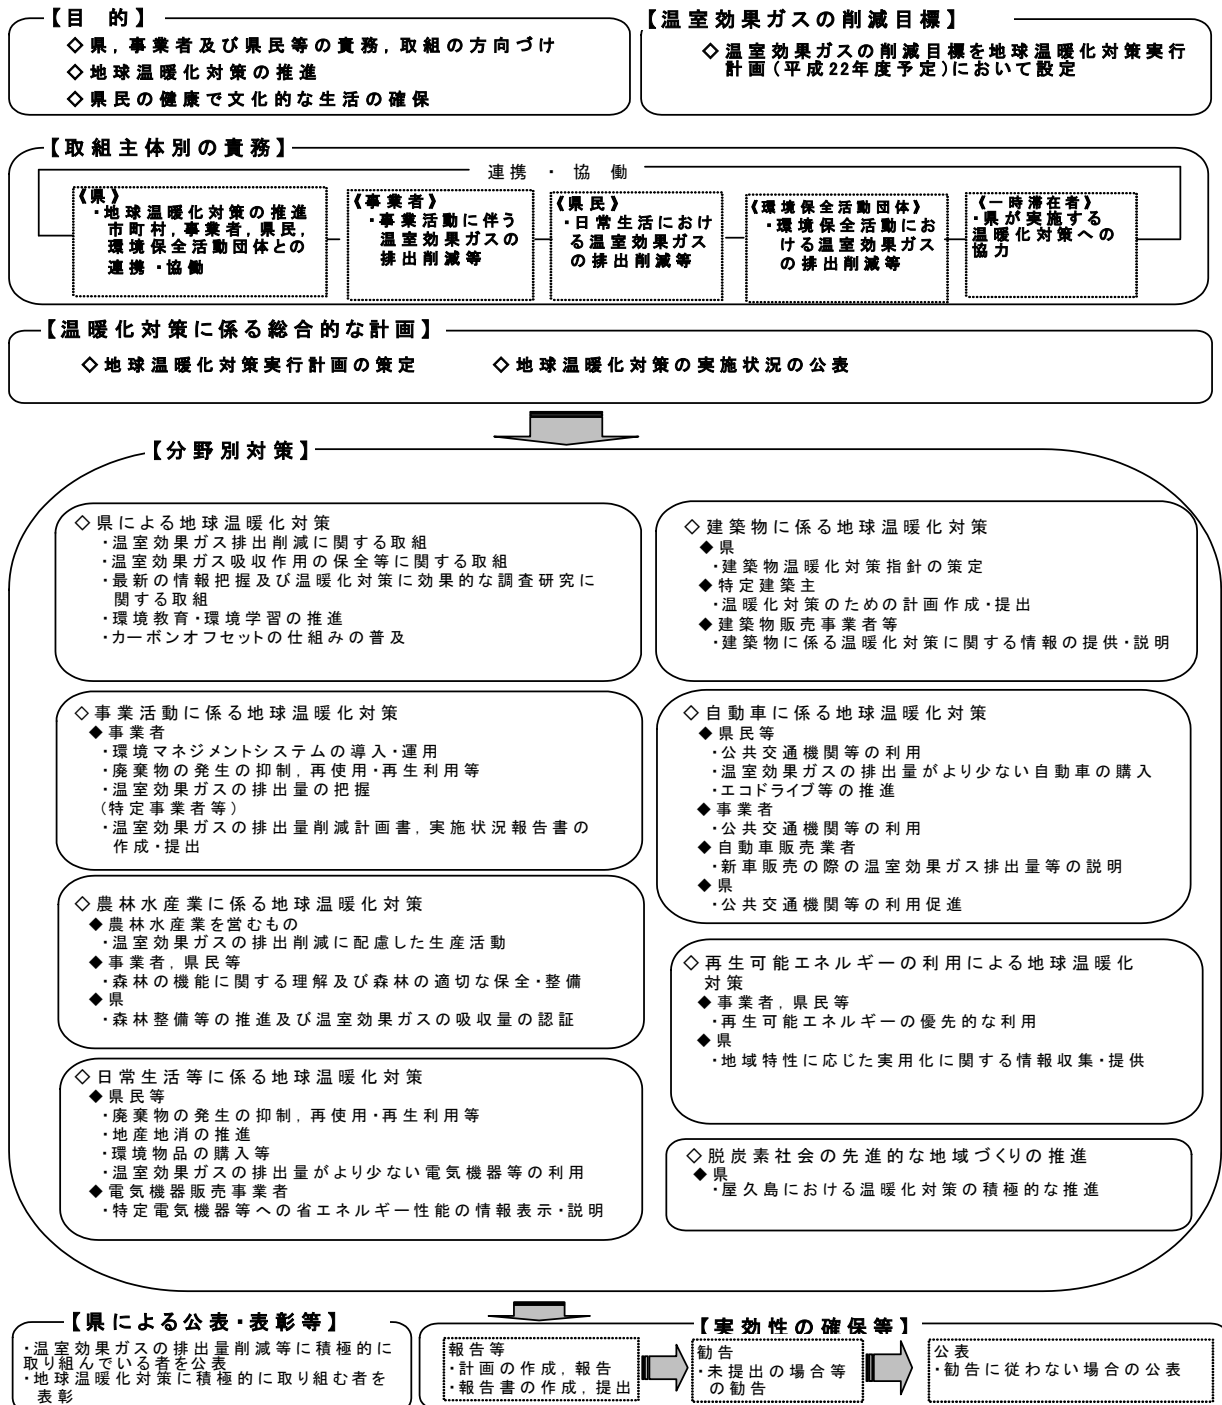 【目　的】
◇県，事業者及び県民等の責務，取組の方向づけ
◇地球温暖化対策の推進
◇県民の健康で文化的な生活の確保
【温室効果ガスの削減目標】
◇温室効果ガスの削減目標を地球温暖化対策実行
計画（平成22年度予定）において設定
【取組主体別の責務】
連携・協働
《県》
・地球温暖化対策の推進
市町村，事業者，県民，
環境保全活動団体との
連携・協働
《事業者》
・事業活動に伴う
温室効果ガスの
排出削減等
《県民》
・日常生活におけ
る温室効果ガス
の排出削減等
《環境保全活動団体》
・環境保全活動にお
ける温室効果ガス
の排出削減等
《一時滞在者》
・県が実施する
温暖化対策への
協力
【温暖化対策に係る総合的な計画】
◇地球温暖化対策実行計画の策定　◇地球温暖化対策の実施状況の公表
【分野別対策】
◇県による地球温暖化対策
・温室効果ガス排出削減に関する取組
・温室効果ガス吸収作用の保全等に関する取組
・最新の情報把握及び温暖化対策に効果的な調査研究に
関する取組
・環境教育・環境学習の推進
・カーボンオフセットの仕組みの普及
◇事業活動に係る地球温暖化対策
◆事業者
・環境マネジメントシステムの導入・運用
・廃棄物の発生の抑制，再使用・再生利用等
・温室効果ガスの排出量の把握
（特定事業者等）
・温室効果ガスの排出量削減計画書，実施状況報告書の
作成・提出
◇農林水産業に係る地球温暖化対策
◆農林水産業を営むもの
・温室効果ガスの排出削減に配慮した生産活動
◆事業者，県民等
・森林の機能に関する理解及び森林の適切な保全・整備
◆県
・森林整備等の推進及び温室効果ガスの吸収量の認証
◇日常生活等に係る地球温暖化対策
◆県民等
・廃棄物の発生の抑制，再使用・再生利用等
・地産地消の推進
・環境物品の購入等
・温室効果ガスの排出量がより少ない電気機器等の利用
◆電気機器販売事業者
・特定電気機器等への省エネルギー性能の情報表示・説明
◇建築物に係る地球温暖化対策
◆県
・建築物温暖化対策指針の策定
◆特定建築主
・温暖化対策のための計画作成・提出
◆建築物販売事業者等
・建築物に係る温暖化対策に関する情報の提供・説明
◇自動車に係る地球温暖化対策
◆県民等
・公共交通機関等の利用
・温室効果ガスの排出量がより少ない自動車の購入
・エコドライブ等の推進
◆事業者
・公共交通機関等の利用
◆自動車販売業者
・新車販売の際の温室効果ガス排出量等の説明
◆県
・公共交通機関等の利用促進
◇再生可能エネルギーの利用による地球温暖化
対策
◆事業者，県民等
・再生可能エネルギーの優先的な利用
◆県
・地域特性に応じた実用化に関する情報収集・提供
◇脱炭素社会の先進的な地域づくりの推進
◆県
・屋久島における温暖化対策の積極的な推進
【県による公表・表彰等】
・温室効果ガスの排出量削減等に積極的に
取り組んでいる者を公表
・地球温暖化対策に積極的に取り組む者を
表彰
【実効性の確保等】
報告等
・計画の作成，報告
・報告書の作成，提出
勧告
・未提出の場合等
の勧告
公表
・勧告に従わない場合の公表